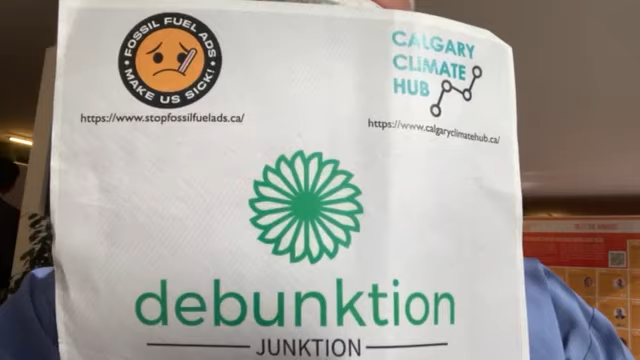 FOSSIL FUEL ADS
MAKE US SICK!
https://www.stopfossilfuelads.ca/
CALGARY
CLIMATE
HUB
https://www.calgaryclimatehub.ca/
debunktion
JUNKTION